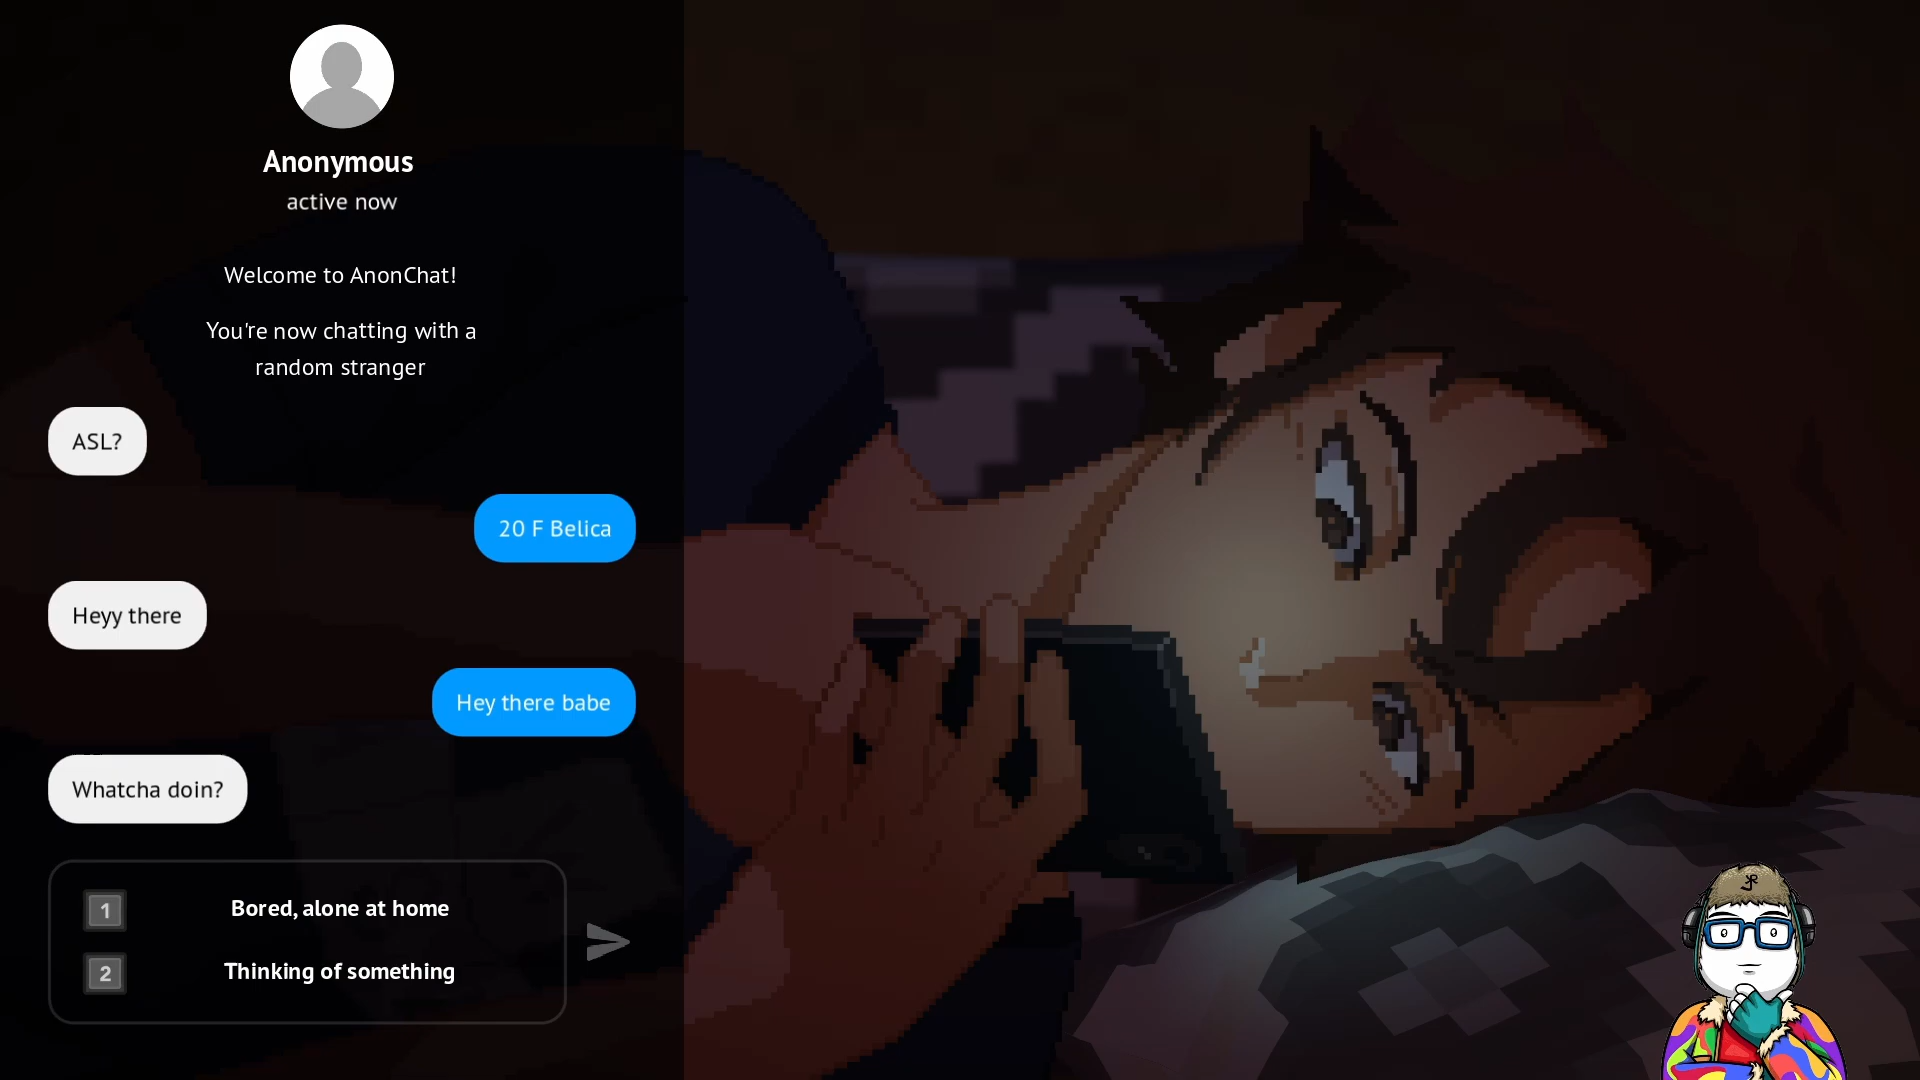 Anonymous
active now
Welcome to AnonChat!
You're now chatting with a
random stranger
ASL?
20 F Belica
Heyy there
Hey there babe
Whatcha doin?
1 Bored, alone at home
2 Thinking of something